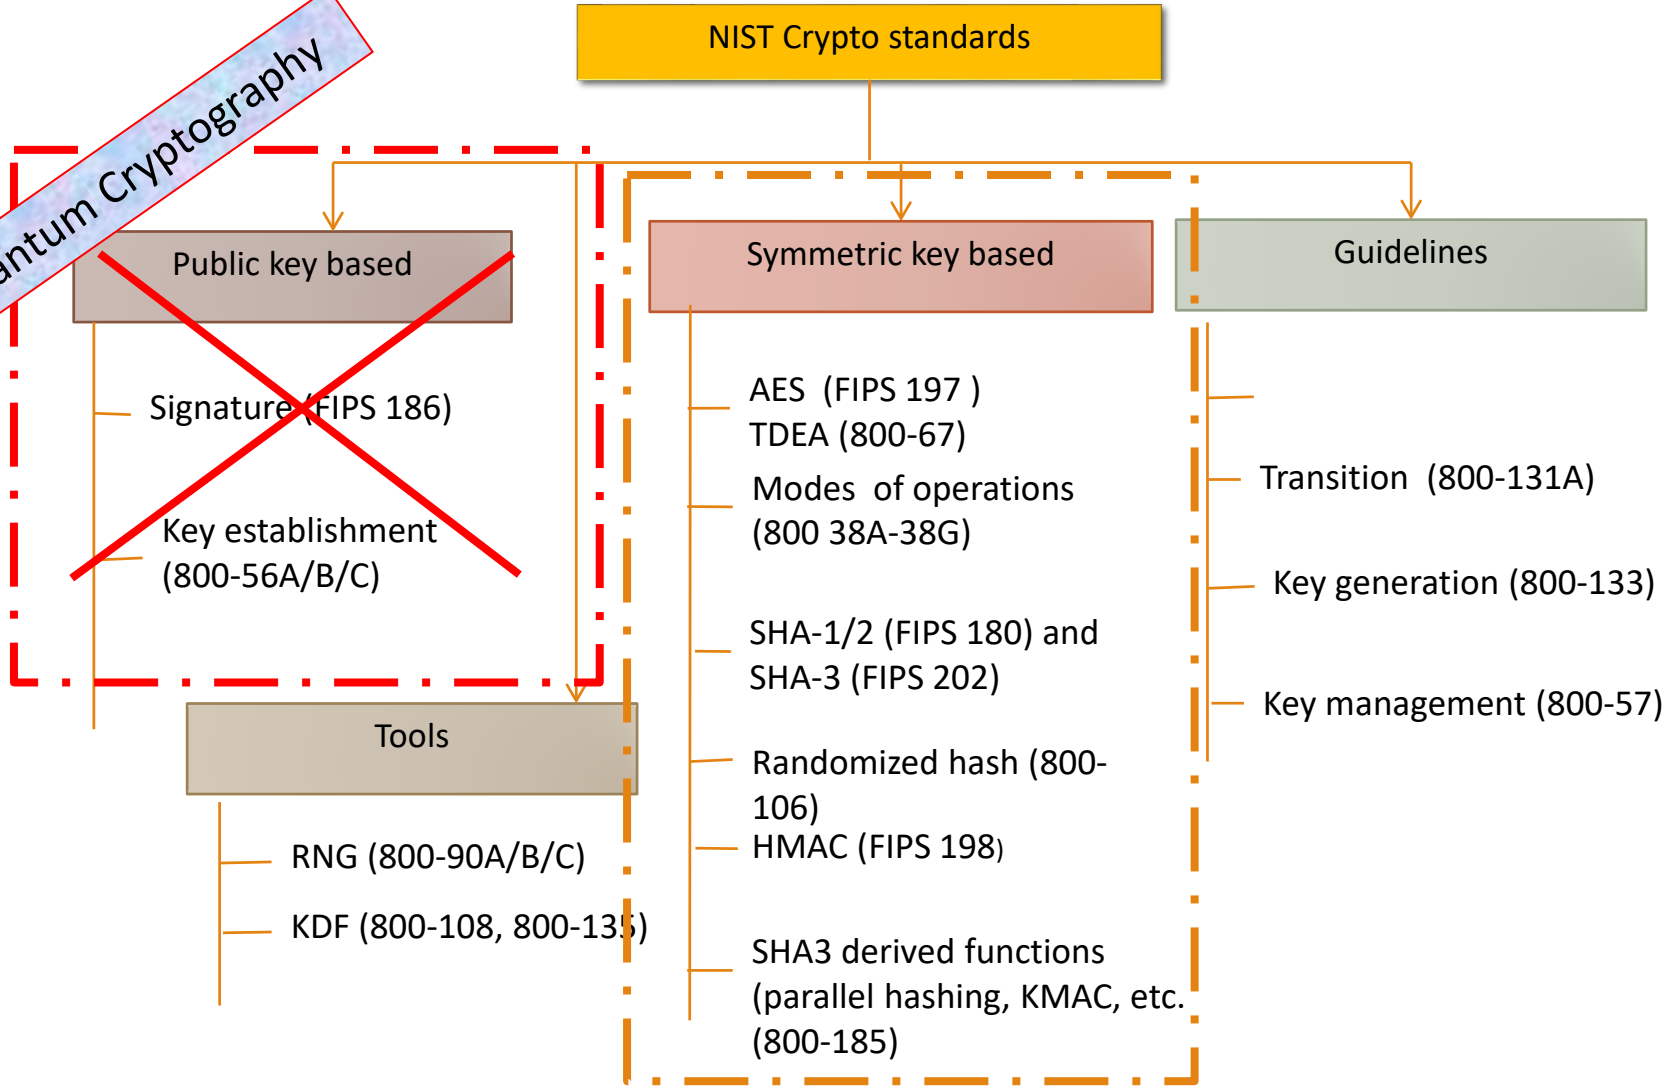 NIST Crypto standards
Cryptography
Public key based
Signature (FIPS 186)
Key establishment
(800-56A/B/C)
Tools
RNG (800-90A/B/C)
KDF (800-108, 800-135)
Symmetric key based
AES (FIPS 197 )
TDEA (800-67)
Modes of operations
(800 38A-38G)
SHA-1/2 (FIPS 180) and
SHA-3 (FIPS 202)
Randomized hash (800-
106)
HMAC (FIPS 198)
SHA3 derived functions
(parallel hashing, KMAC, etc.
(800-185)
Guidelines
Transition (800-131A)
Key generation (800-133)
Key management (800-57)